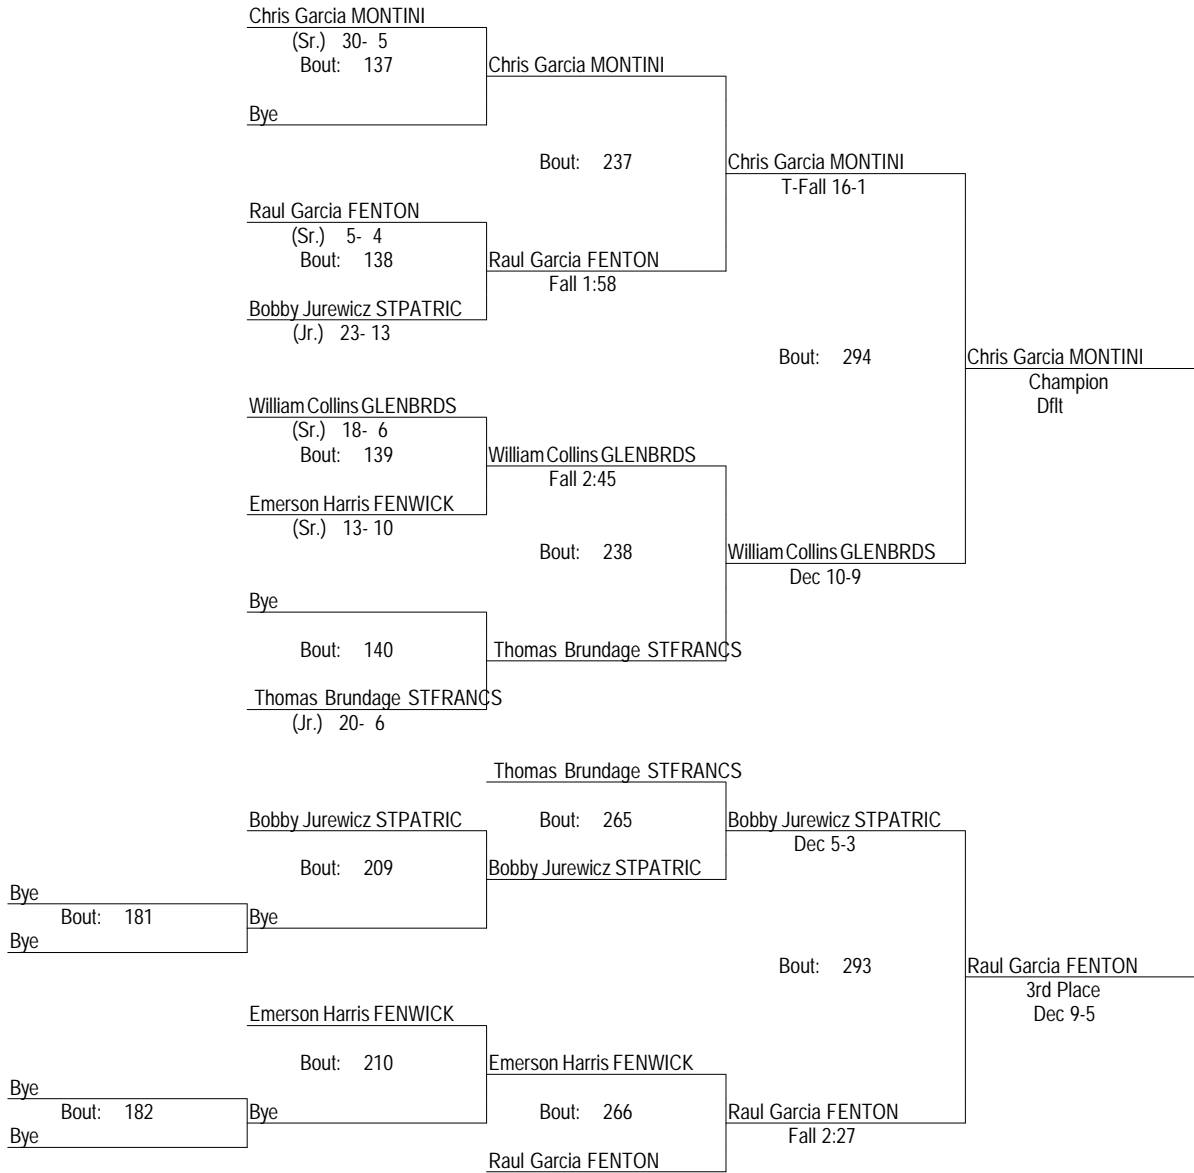 Chris Garcia MONTINI
(Sr.) 30- 5
Bout: 137
Chris Garcia MONTINI
Bye
Bout: 237
Chris Garcia MONTINI
T-Fall 16-1
Raul Garcia FENTON
(Sr.) 5- 4
Bout: 138
Raul Garcia FENTON
Fall 1:58
Bobby Jurewicz STPATRIC
(Jr.) 23- 13
Bout: 294
Chris Garcia MONTINI
Champion
Dflt
William Collins GLENBRDS
(Sr.) 18- 6
Bout: 139
William Collins GLENBRDS
Fall 2:45
Emerson Harris FENWICK
(Sr.) 13- 10
Bout: 238
William Collins GLENBRDS
Dec 10-9
Bye
Bout: 140
Thomas Brundage STFRANCS
Thomas Brundage STFRANCS
(Jr.) 20- 6
Thomas Brundage STFRANCS
Bobby Jurewicz STPATRIC
Bout: 265
Bobby Jurewicz STPATRIC
Dec 5-3
Bout: 209
Bobby Jurewicz STPATRIC
Bye
Bout: 181
Bye
Bye
Bout: 293
Raul Garcia FENTON
3rd Place
Dec 9-5
Emerson Harris FENWICK
Bout: 210
Emerson Harris FENWICK
Bye
Bout: 182
Bye
Bye
Bout: 266
Raul Garcia FENTON
Fall 2:27
Raul Garcia FENTON